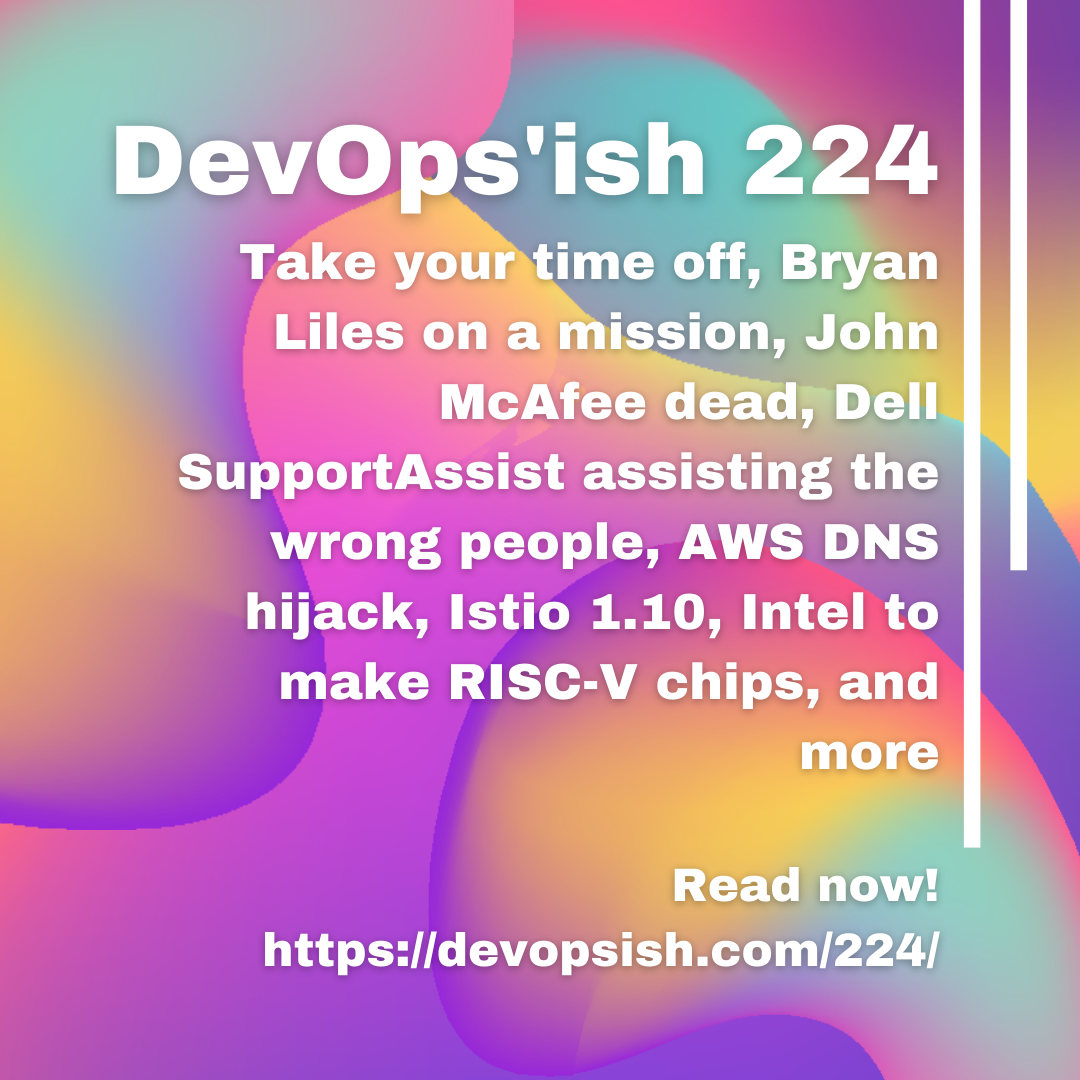 DevOps'ish 224
Take your time off, Bryan
Liles on a mission, John
McAfee dead, Dell
SupportAssist assisting the
wrong people, AWS DNS
hijack, Istio 1.10, Intel to
make RISC-V chips, and
more
Read now!
https://devopsish.com/224/